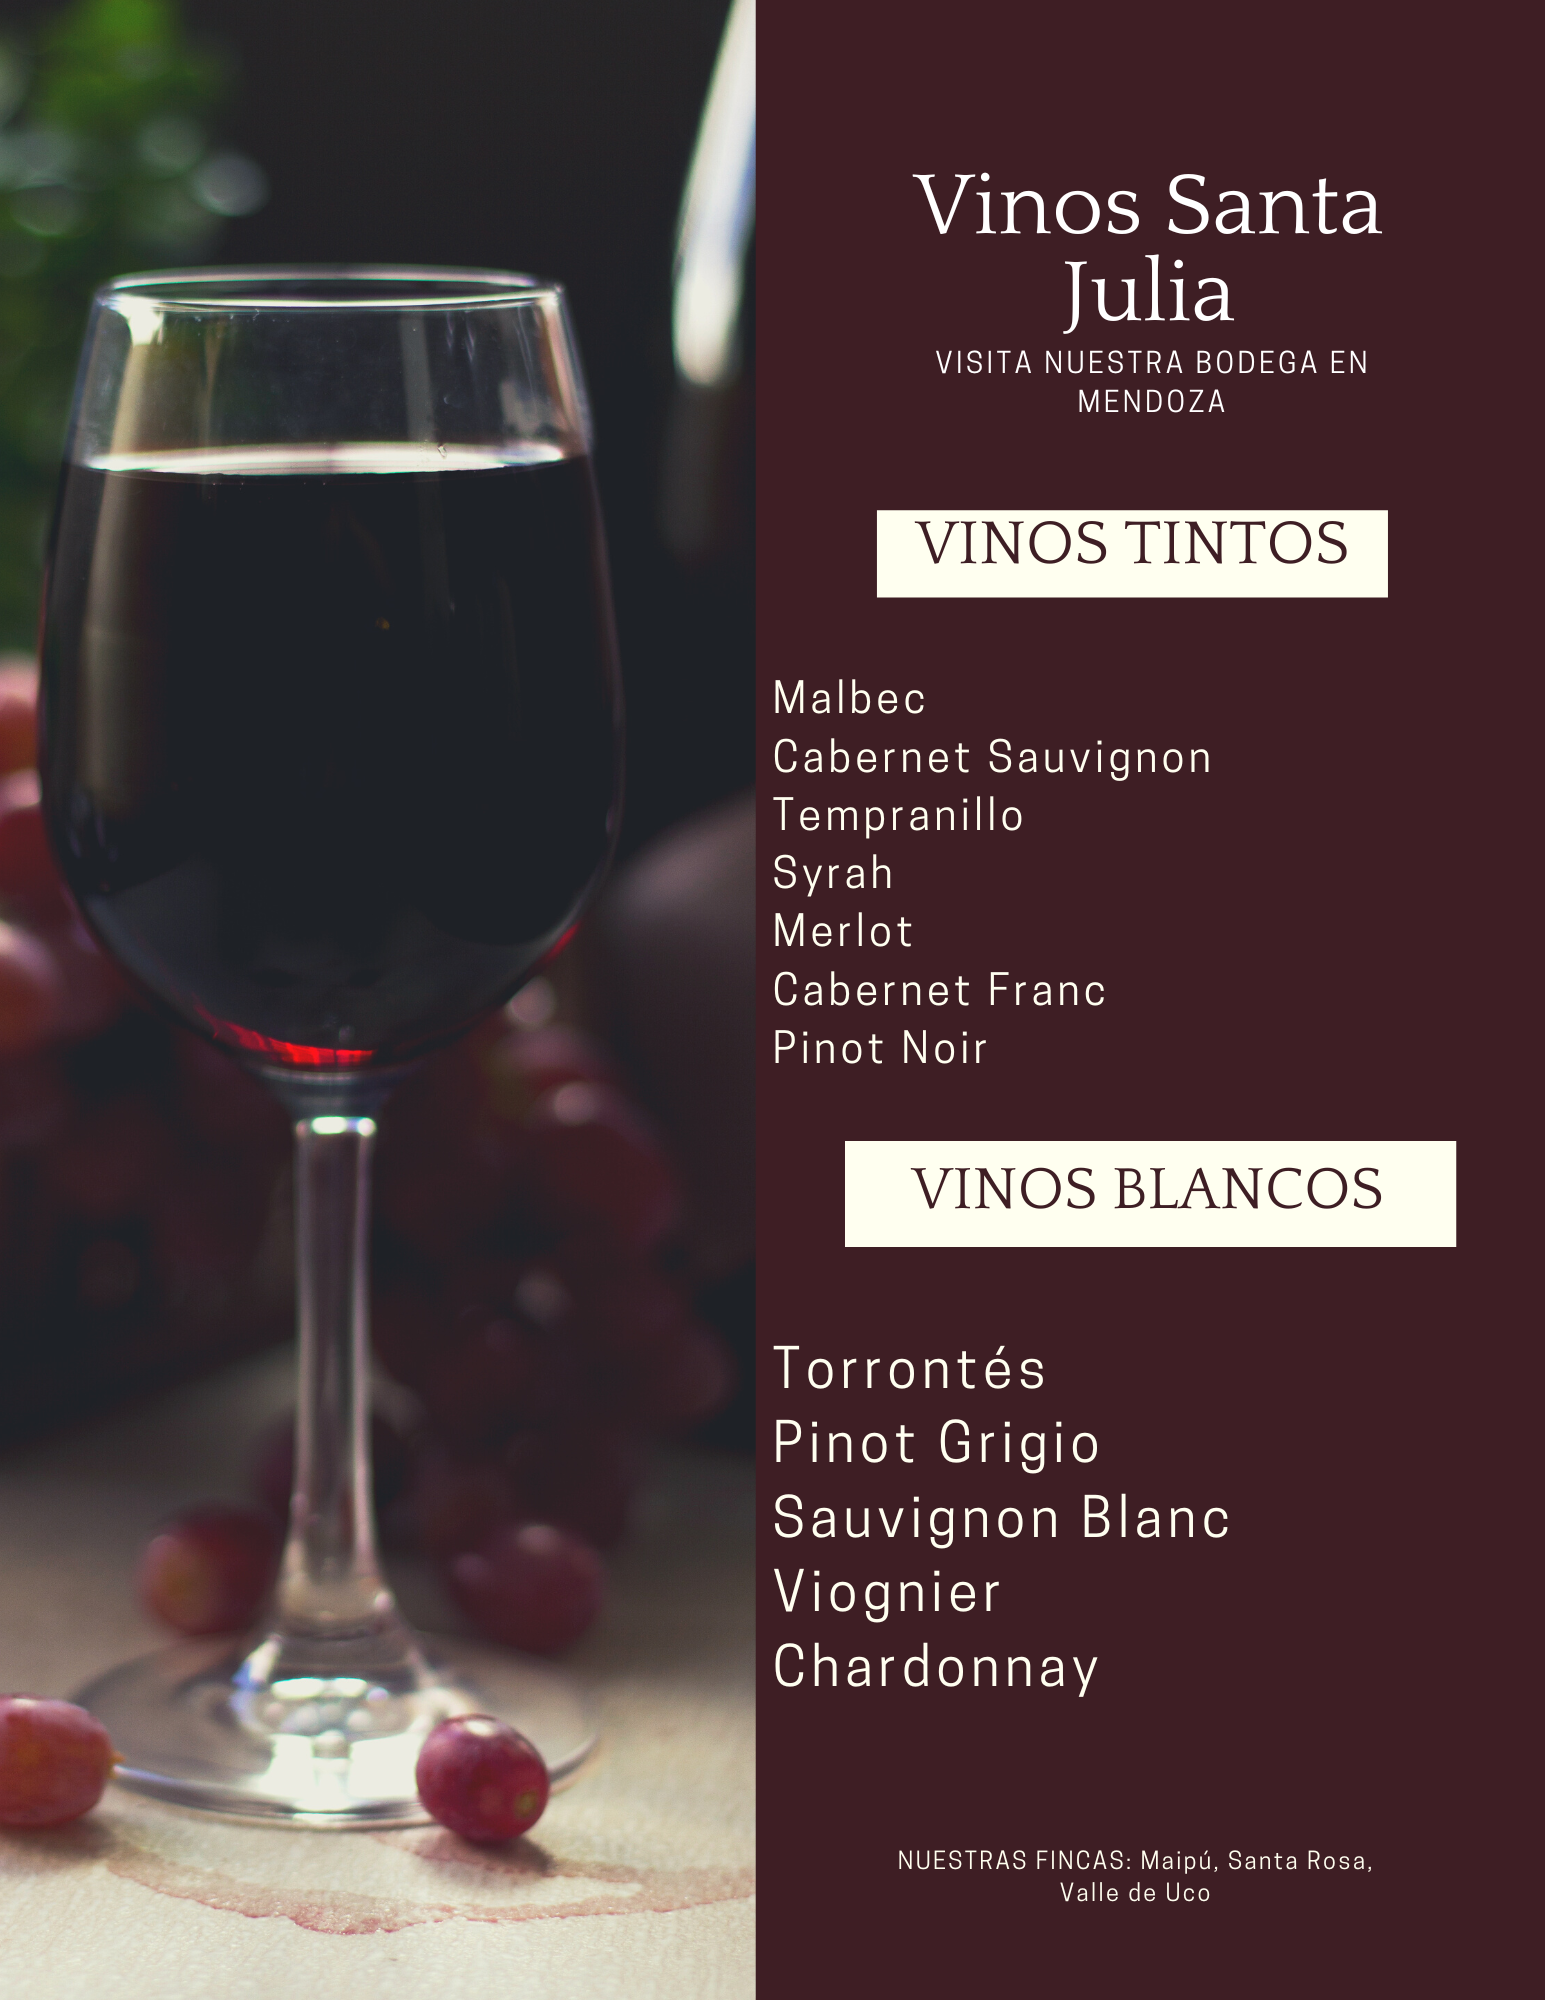 Vinos Santa
Julia
VISITA NUESTRA BODEGA EN
MENDOZA
VINOS TINTOS
Malbec
Cabernet Sauvignon
Tempranillo
Syrah
Merlot
Cabernet Franc
Pinot Noir
VINOS BLANCOS
Torrontés
Pinot Grigio
Sauvignon Blanc
Viognier
Chardonnay
NUESTRAS FINCAS: Maipú, Santa Rosa,
Valle de Uco